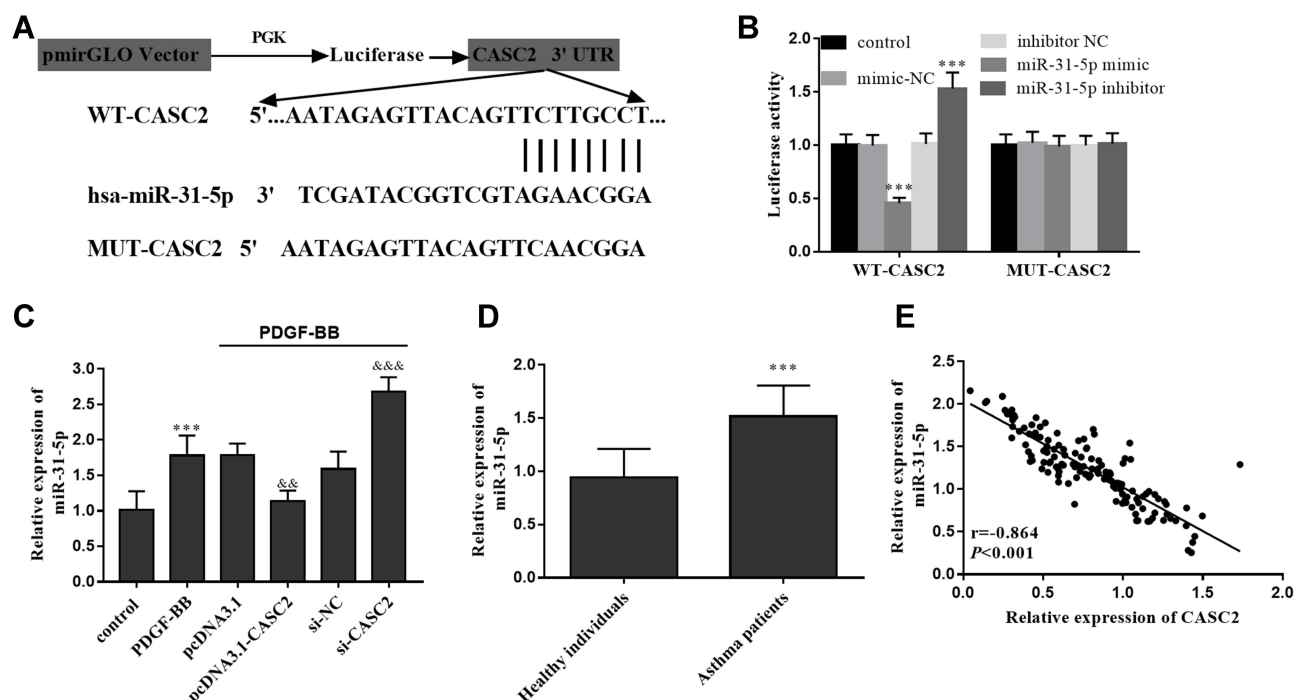 A
pmirGLO Vector PGK Luciferase CASC2 3' UTR
WT-CASC2 5'...AATAGAGTTACAGTTCTTGCCT...
hsa-miR-31-5p 3' TCGATACGGTCGTAGAACGGA
MUT-CASC2 5' AATAGAGTTACAGTTCAACGGA
B
Luciferase activity
2.0
1.5
1.0
0.5
0.0
control
mimic-NC
inhibitor NC
miR-31-5p mimic
miR-31-5p inhibitor
***
***
WT-CASC2 MUT-CASC2
C
PDGF-BB
Relative expression of
miR-31-5p
3.0
2.5
2.0
1.5
1.0
0.5
0.0
***
&&
&&&
control
PDGF-BB
pcDNA3.1
pcDNA3.1-CASC2
si-NC
si-CASC2
D
Relative expression of
miR-31-5p
2.0
1.5
1.0
0.5
0.0
***
Healthy individuals
Asthma patients
E
Relative expression of
miR-31-5p
2.5
2.0
1.5
1.0
0.5
0.0
r=-0.864
P<0.001
0.0 0.5 1.0 1.5 2.0
Relative expression of CASC2